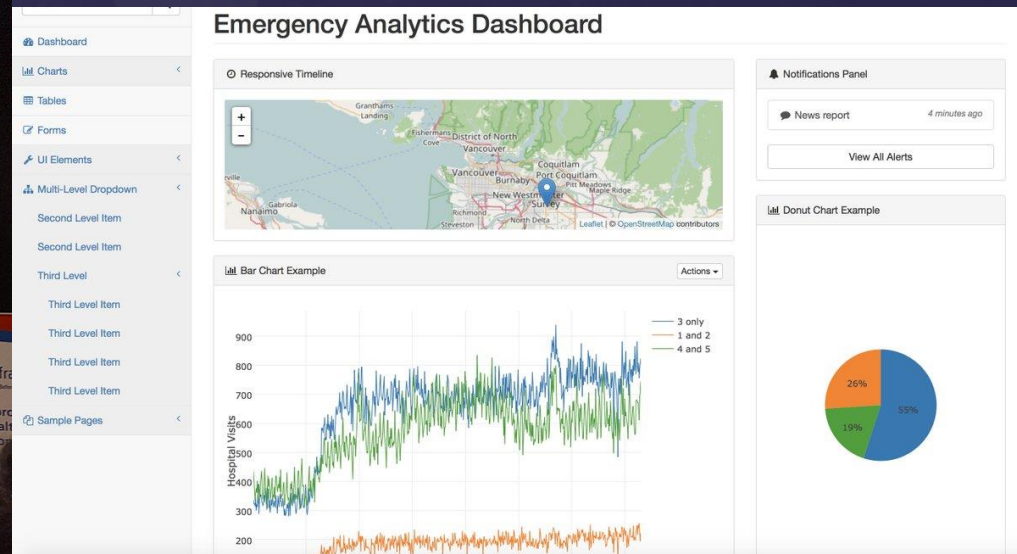 Emergency Analytics Dashboard
Dashboard
Charts
Tables
Forms
UI Elements
Multi-Level Dropdown
Second Level Item
Second Level Item
Third Level
Third Level Item
Third Level Item
Third Level Item
Third Level Item
Sample Pages
Responsive Timeline
+
-
Granthams
Landing
Fishermans
Cove
District of North
Vancouver
Vancouver
Burnaby
Coquitlam
Port Coquitlam
Pitt Meadows
Maple Ridge
New Westminster
Surrey
Richmond
North Delta
Steveston
Gabriola
Nanaimo
Leaflet | © OpenStreetMap contributors
Bar Chart Example
Actions
900
800
700
600
500
400
300
200
Hospital Visits
3 only
1 and 2
4 and 5
Notifications Panel
News report
4 minutes ago
View All Alerts
Donut Chart Example
26%
55%
19%